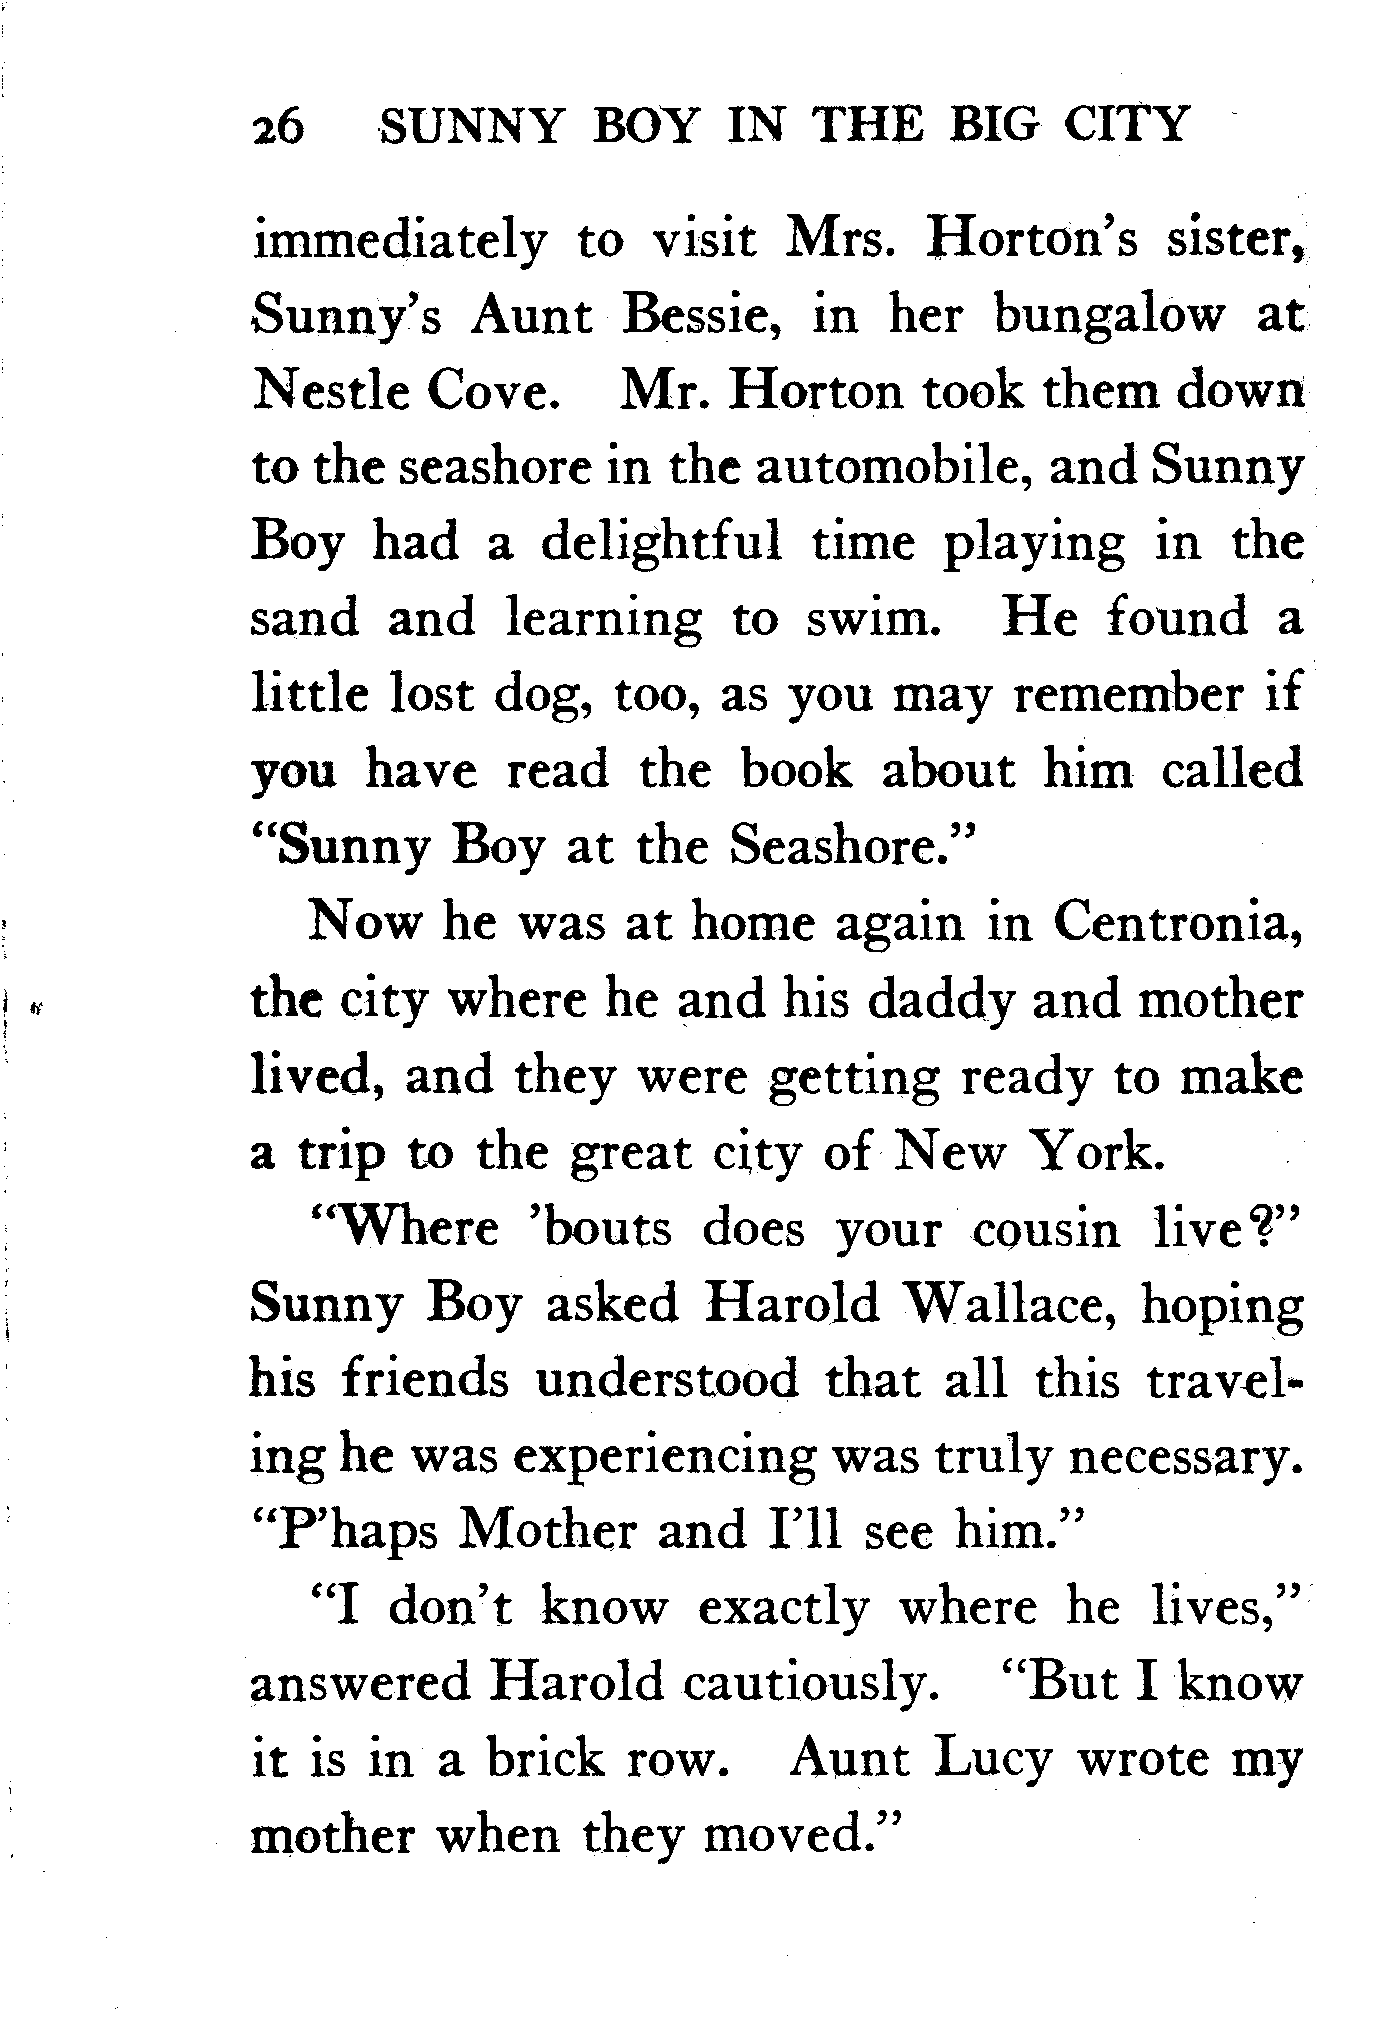 26 SUNNY BOY IN THE BIG CITY
immediately to visit Mrs. Horton's sister,
Sunny's Aunt Bessie, in her bungalow at
Nestle Cove. Mr. Horton took them down
to the seashore in the automobile, and Sunny
Boy had a delightful time playing in the
sand and learning to swim. He found a
little lost dog, too, as you may remember if
you have read the book about him called
“Sunny Boy at the Seashore.”
Now he was at home again in Centronia,
the city where he and his daddy and mother
lived, and they were getting ready to make
a trip to the great city of New York.
“Where ’bouts does your cousin live?”
Sunny Boy asked Harold Wallace, hoping
his friends understood that all this travel-
ing he was experiencing was truly necessary.
“P’haps Mother and I’ll see him.”
“I don’t know exactly where he lives,”
answered Harold cautiously. “But I know
it is in a brick row. Aunt Lucy wrote my
mother when they moved.”